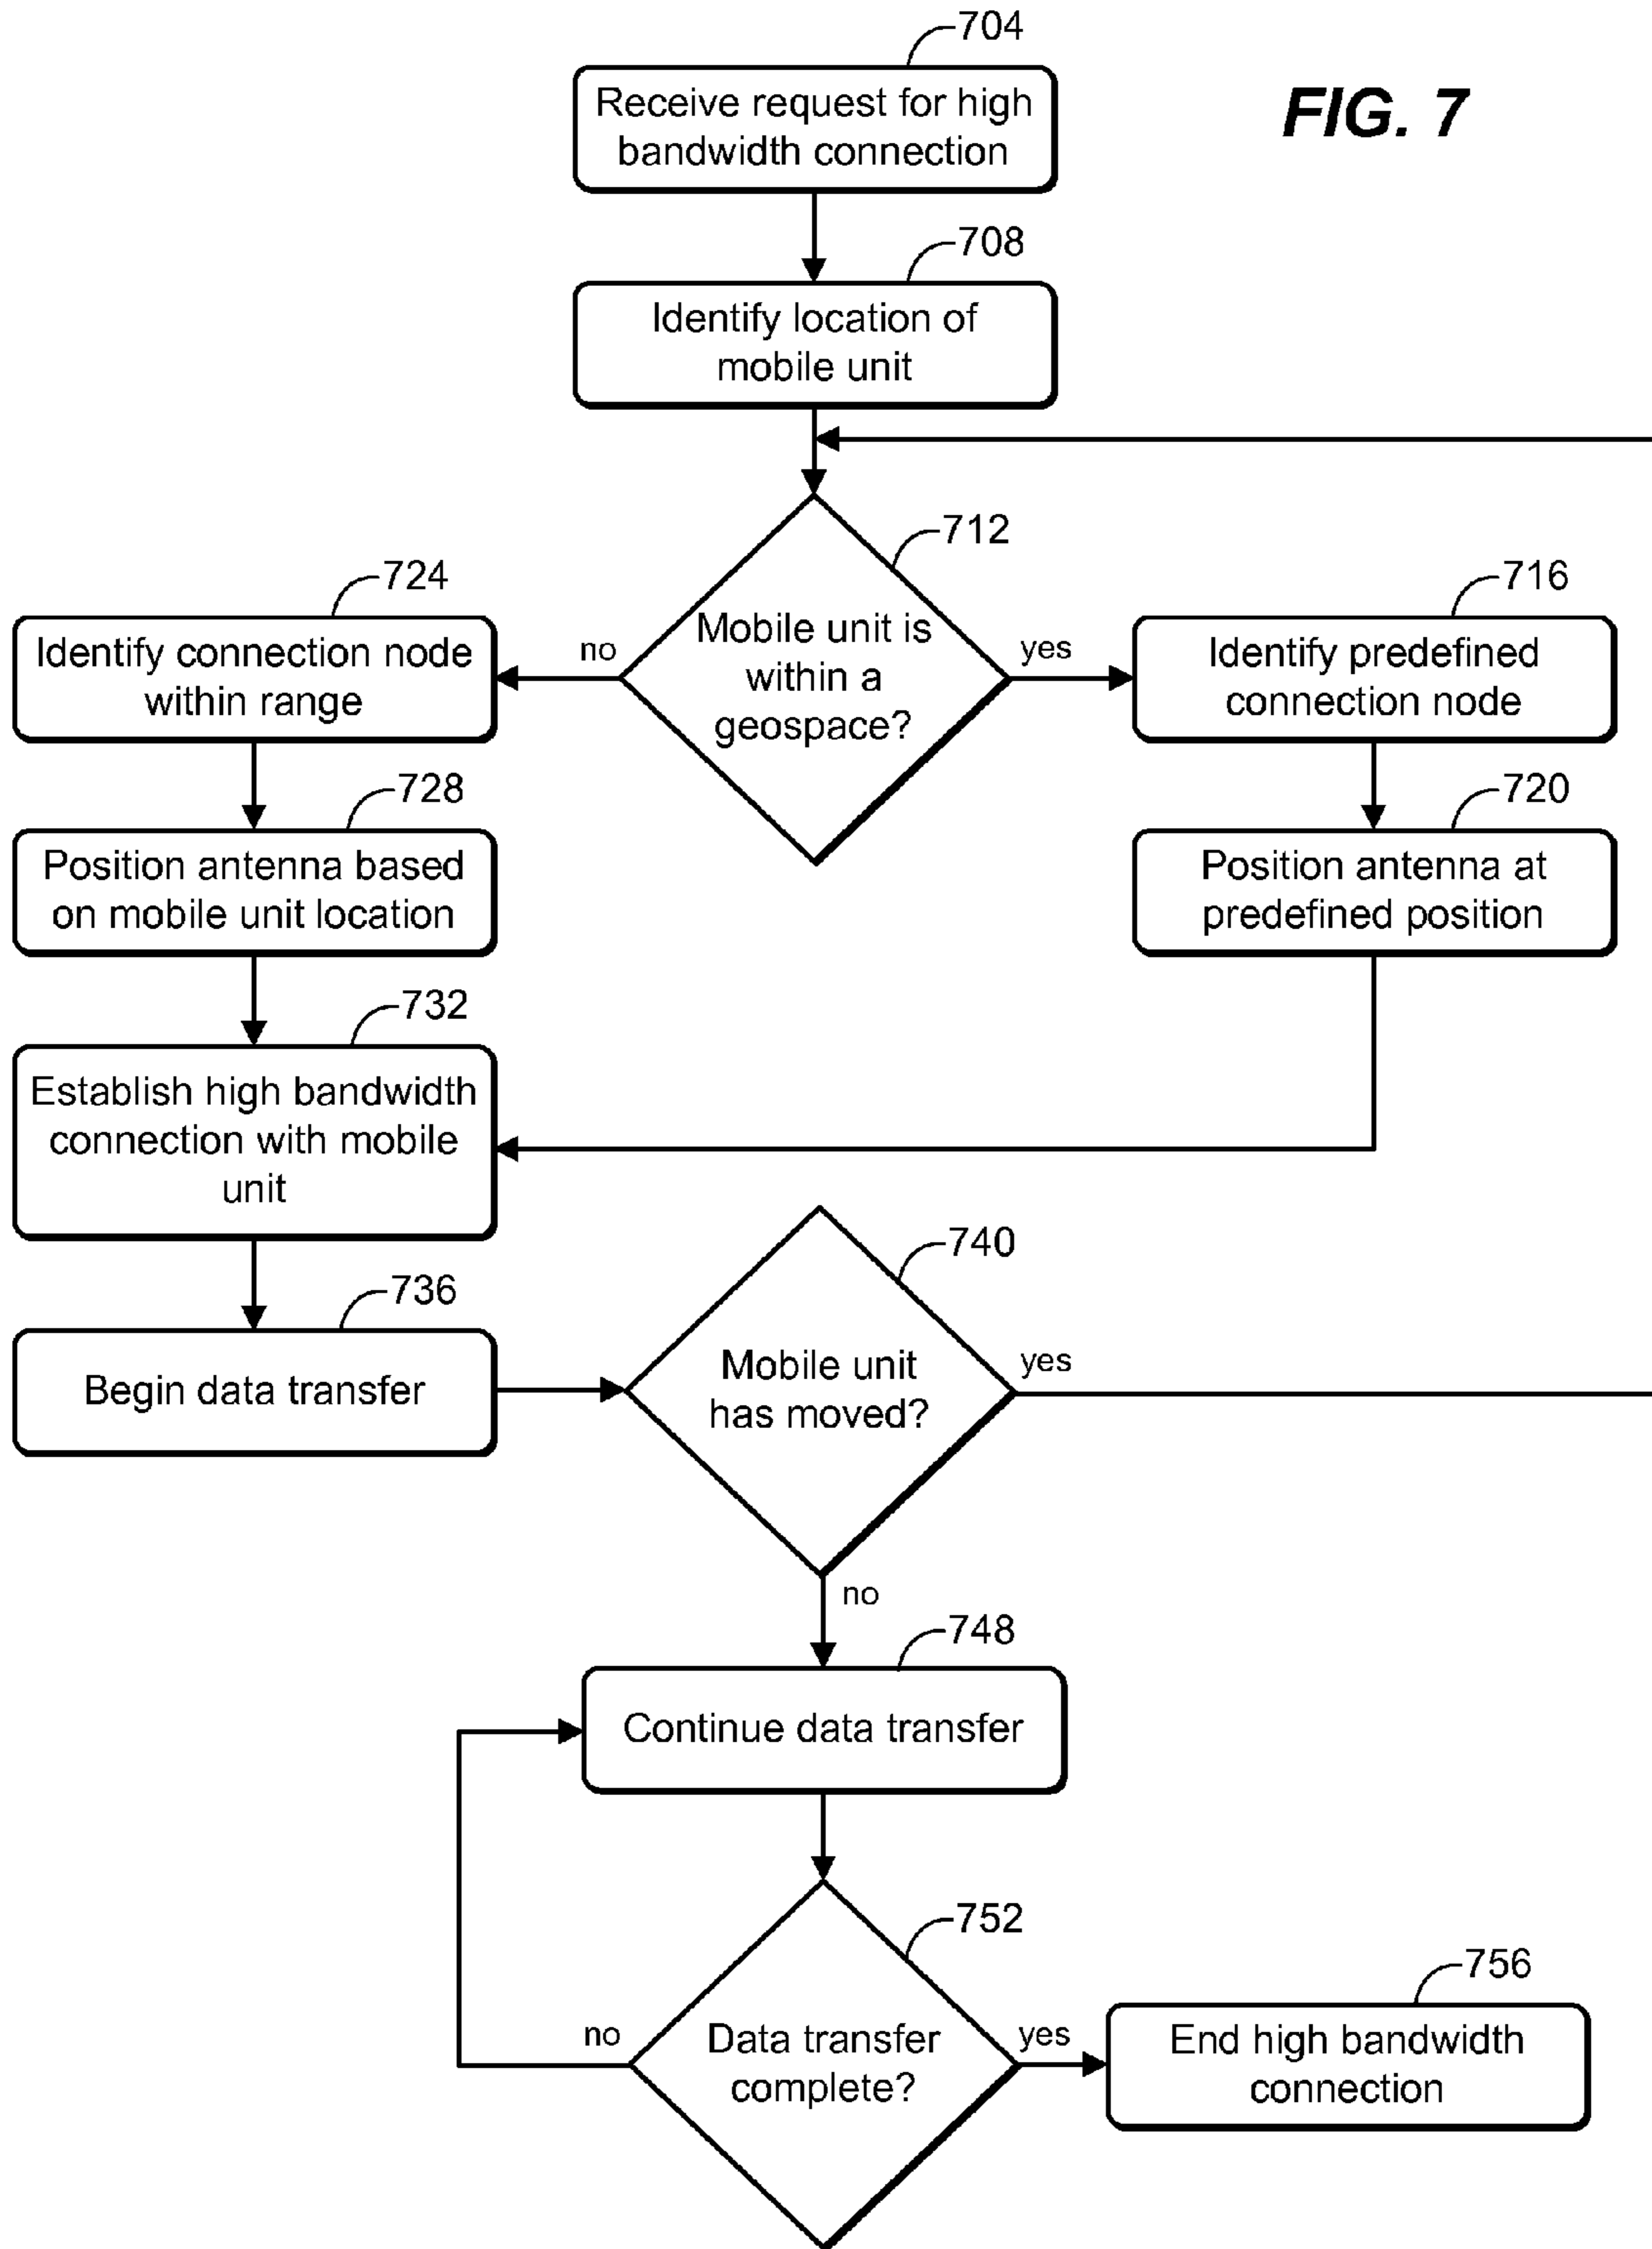 704
FIG. 7
Receive request for high
bandwidth connection
708
Identify location of
mobile unit
712
Mobile unit is
within a
geospace?
no
yes
724
Identify connection node
within range
716
Identify predefined
connection node
728
Position antenna based
on mobile unit location
720
Position antenna at
predefined position
732
Establish high bandwidth
connection with mobile
unit
736
Begin data transfer
740
Mobile unit
has moved?
yes
no
748
Continue data transfer
752
Data transfer
complete?
no
yes
756
End high bandwidth
connection